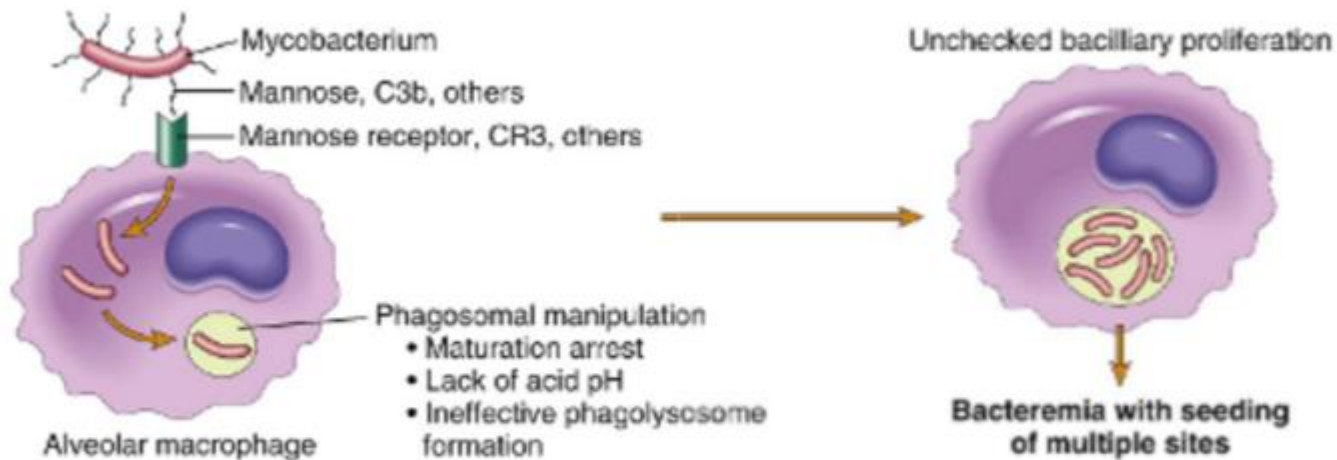 Mycobacterium
Mannose, C3b, others
Mannose receptor, CR3, others
Phagosomal manipulation
• Maturation arrest
• Lack of acid pH
• Ineffective phagolysosome
formation
Alveolar macrophage
Unchecked bacilliary proliferation
Bacteremia with seeding
of multiple sites